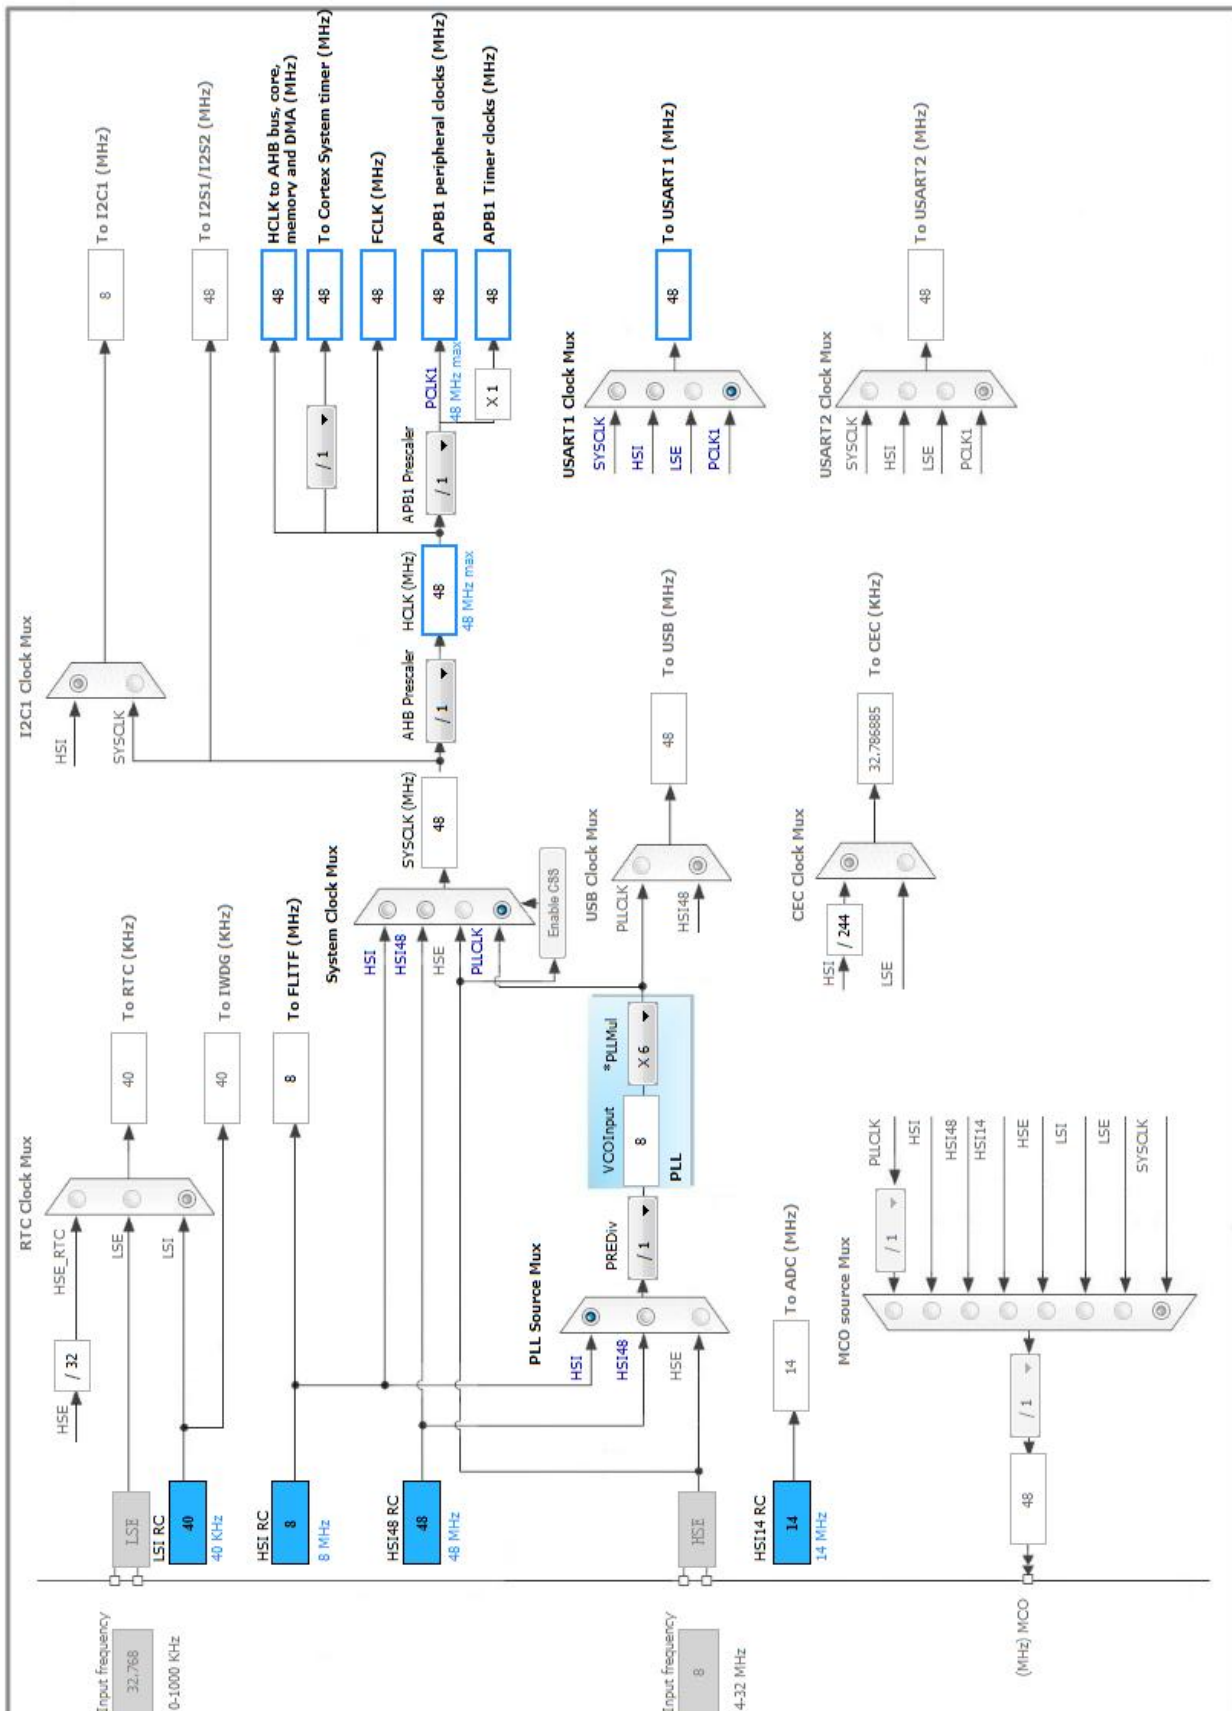 RTC Clock Mux
HSE
/ 32
HSE_RTC
LSE
LSI
40
To RTC (KHz)
I2C1 Clock Mux
HSI
SYSCLK
8
To I2C1 (MHz)
Input frequency
32.768
0-1000 KHz
LSE
LSI RC
40
40 KHz
40
To IWDG (KHz)
48
To I2S1/I2S2 (MHz)
HSI RC
8
8 MHz
8
To FLITF (MHz)
48
HCLK to AHB bus, core,
memory and DMA (MHz)
/ 1
48
To Cortex System timer (MHz)
48
FCLK (MHz)
System Clock Mux
HSI
HSI48
HSE
PLLCLK
SYSCLK (MHz)
48
AHB Prescaler
/ 1
HCLK (MHz)
48
48 MHz max
APB1 Prescaler
/ 1
PCLK1
48 MHz max
48
APB1 peripheral clocks (MHz)
X 1
48
APB1 Timer clocks (MHz)
HSI48 RC
48
48 MHz
Enable CSS
PLL Source Mux
HSI
HSI48
HSE
PREDiv
/ 1
VCOInput
8
*PLLMul
X 6
PLL
USB Clock Mux
PLLCLK
HSI48
48
To USB (MHz)
USART1 Clock Mux
SYSCLK
HSI
LSE
PCLK1
48
To USART1 (MHz)
Input frequency
8
4-32 MHz
HSE
HSI14 RC
14
14 MHz
14
To ADC (MHz)
CEC Clock Mux
HSI
/ 244
LSE
32.786885
To CEC (KHz)
USART2 Clock Mux
SYSCLK
HSI
LSE
PCLK1
48
To USART2 (MHz)
MCO source Mux
(MHz) MCO
48
/ 1
/ 1
PLLCLK
HSI
HSI48
HSI14
HSE
LSI
LSE
SYSCLK